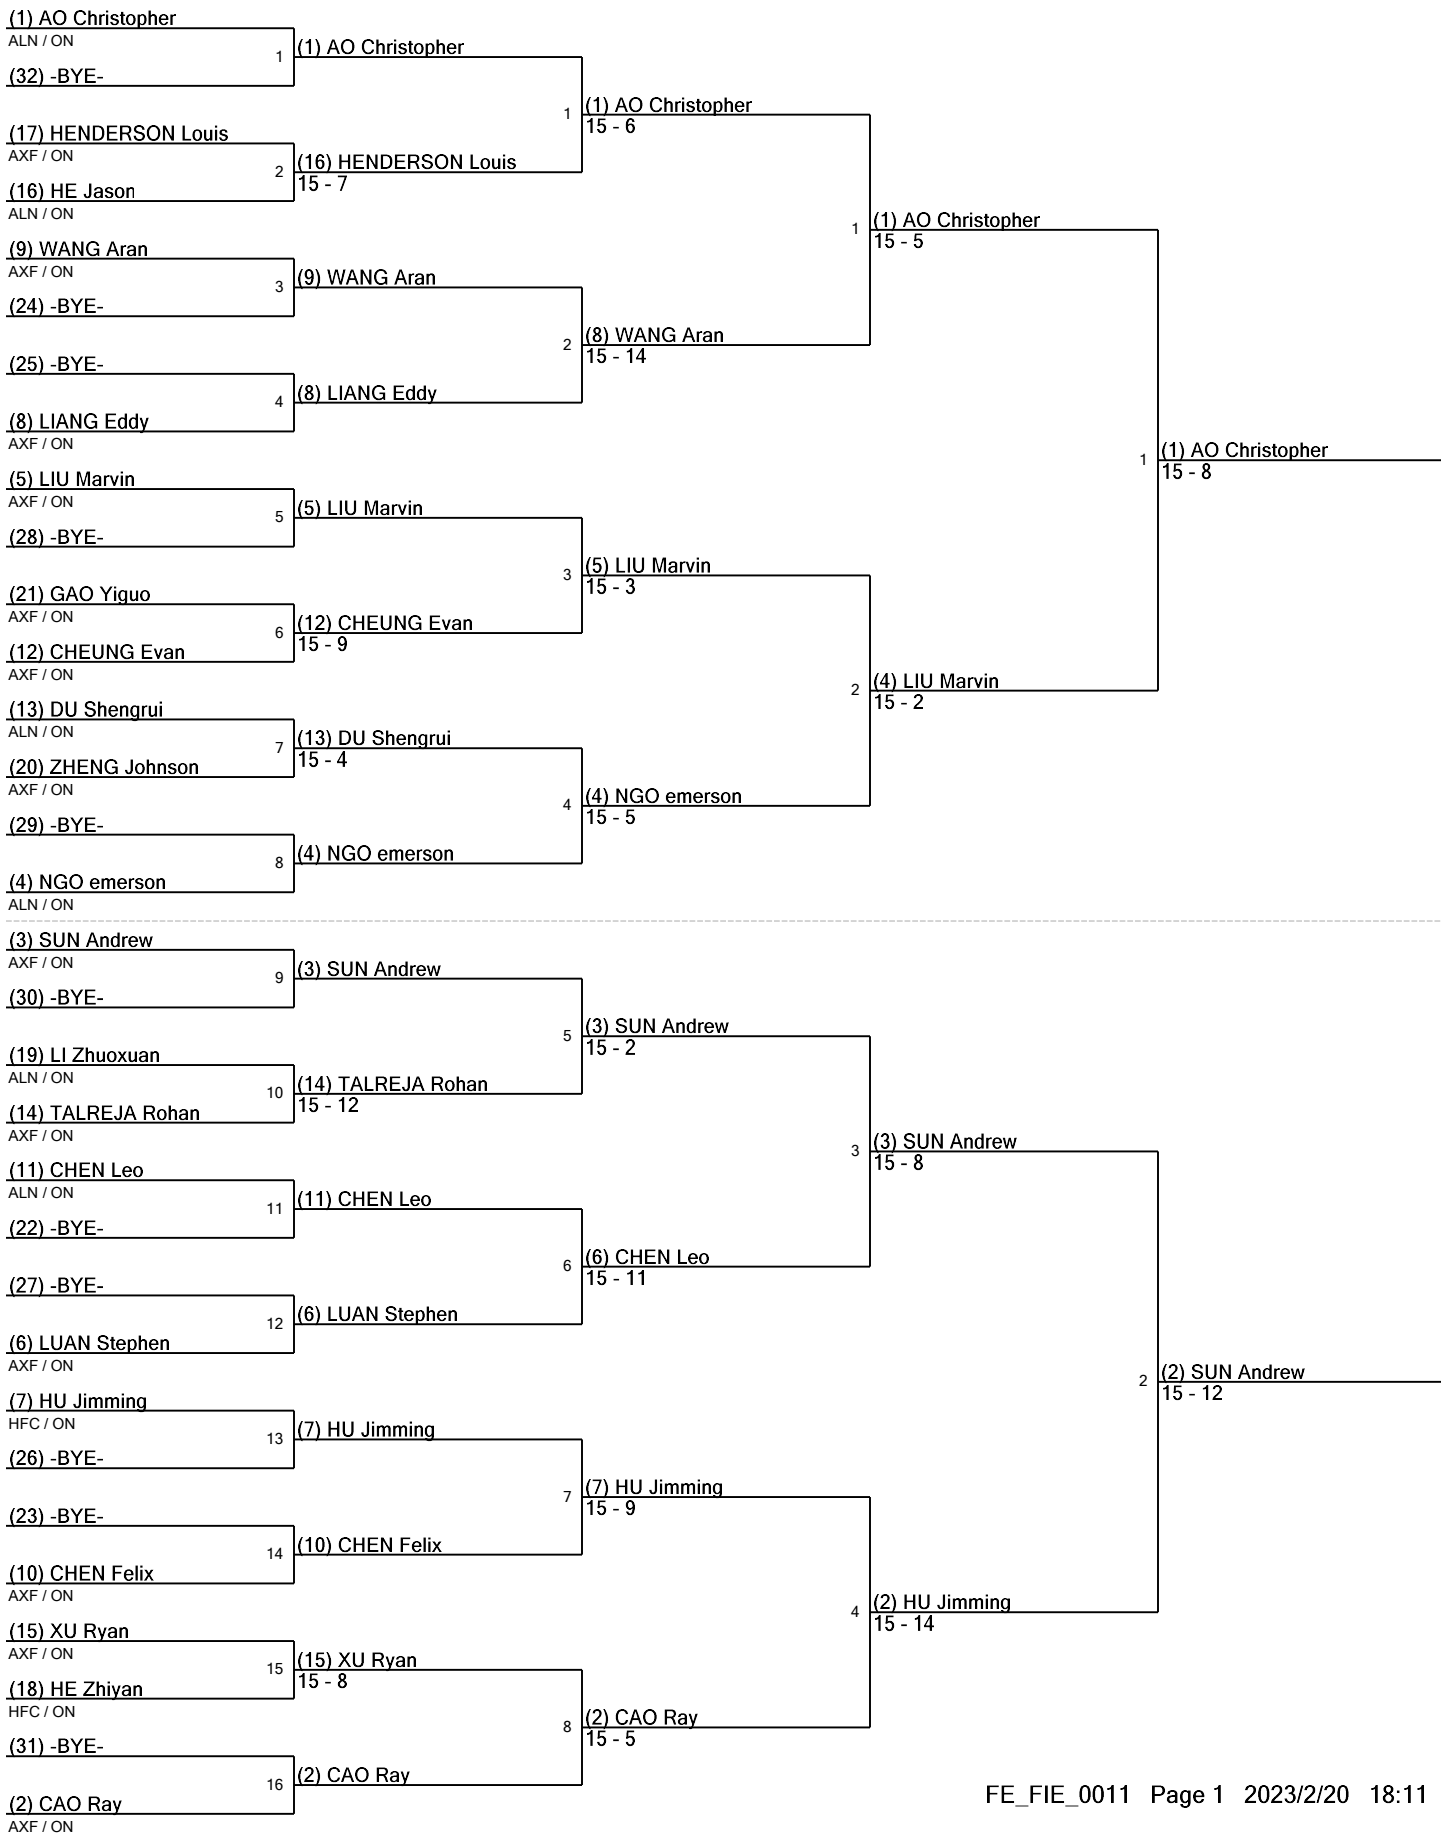 (1) AO Christopher
ALN / ON
(32) -BYE-
(17) HENDERSON Louis
AXF / ON
(16) HE Jason
ALN / ON
(9) WANG Aran
AXF / ON
(24) -BYE-
(25) -BYE-
(8) LIANG Eddy
AXF / ON
(5) LIU Marvin
AXF / ON
(28) -BYE-
(21) GAO Yiguo
AXF / ON
(12) CHEUNG Evan
AXF / ON
(13) DU Shengrui
ALN / ON
(20) ZHENG Johnson
AXF / ON
(29) -BYE-
(4) NGO emerson
ALN / ON
(3) SUN Andrew
AXF / ON
(30) -BYE-
(19) LI Zhuoxuan
ALN / ON
(14) TALREJA Rohan
AXF / ON
(11) CHEN Leo
ALN / ON
(22) -BYE-
(27) -BYE-
(6) LUAN Stephen
AXF / ON
(7) HU Jimming
HFC / ON
(26) -BYE-
(23) -BYE-
(10) CHEN Felix
AXF / ON
(15) XU Ryan
AXF / ON
(18) HE Zhiyan
HFC / ON
(31) -BYE-
(2) CAO Ray
AXF / ON
1 (1) AO Christopher
2 (16) HENDERSON Louis
15 - 7
3 (9) WANG Aran
4 (8) LIANG Eddy
5 (5) LIU Marvin
6 (12) CHEUNG Evan
15 - 9
7 (13) DU Shengrui
15 - 4
8 (4) NGO emerson
9 (3) SUN Andrew
10 (14) TALREJA Rohan
15 - 12
11 (11) CHEN Leo
12 (6) LUAN Stephen
13 (7) HU Jimming
14 (10) CHEN Felix
15 (15) XU Ryan
15 - 8
16 (2) CAO Ray
1 (1) AO Christopher
15 - 6
2 (8) WANG Aran
15 - 14
3 (5) LIU Marvin
15 - 3
4 (4) NGO emerson
15 - 5
5 (3) SUN Andrew
15 - 2
6 (6) CHEN Leo
15 - 11
7 (7) HU Jimming
15 - 9
8 (2) CAO Ray
15 - 5
1 (1) AO Christopher
15 - 5
2 (4) LIU Marvin
15 - 2
3 (3) SUN Andrew
15 - 8
4 (2) HU Jimming
15 - 14
1 (1) AO Christopher
15 - 8
2 (2) SUN Andrew
15 - 12
FE_FIE_0011 Page 1 2023/2/20 18:11